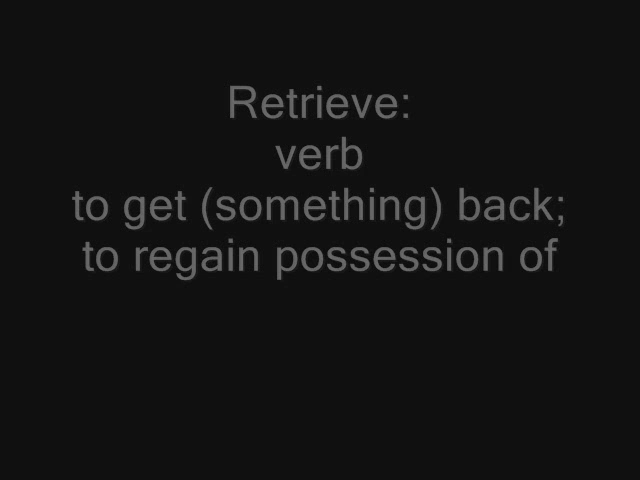 Retrieve:
verb
to get (something) back;
to regain possession of